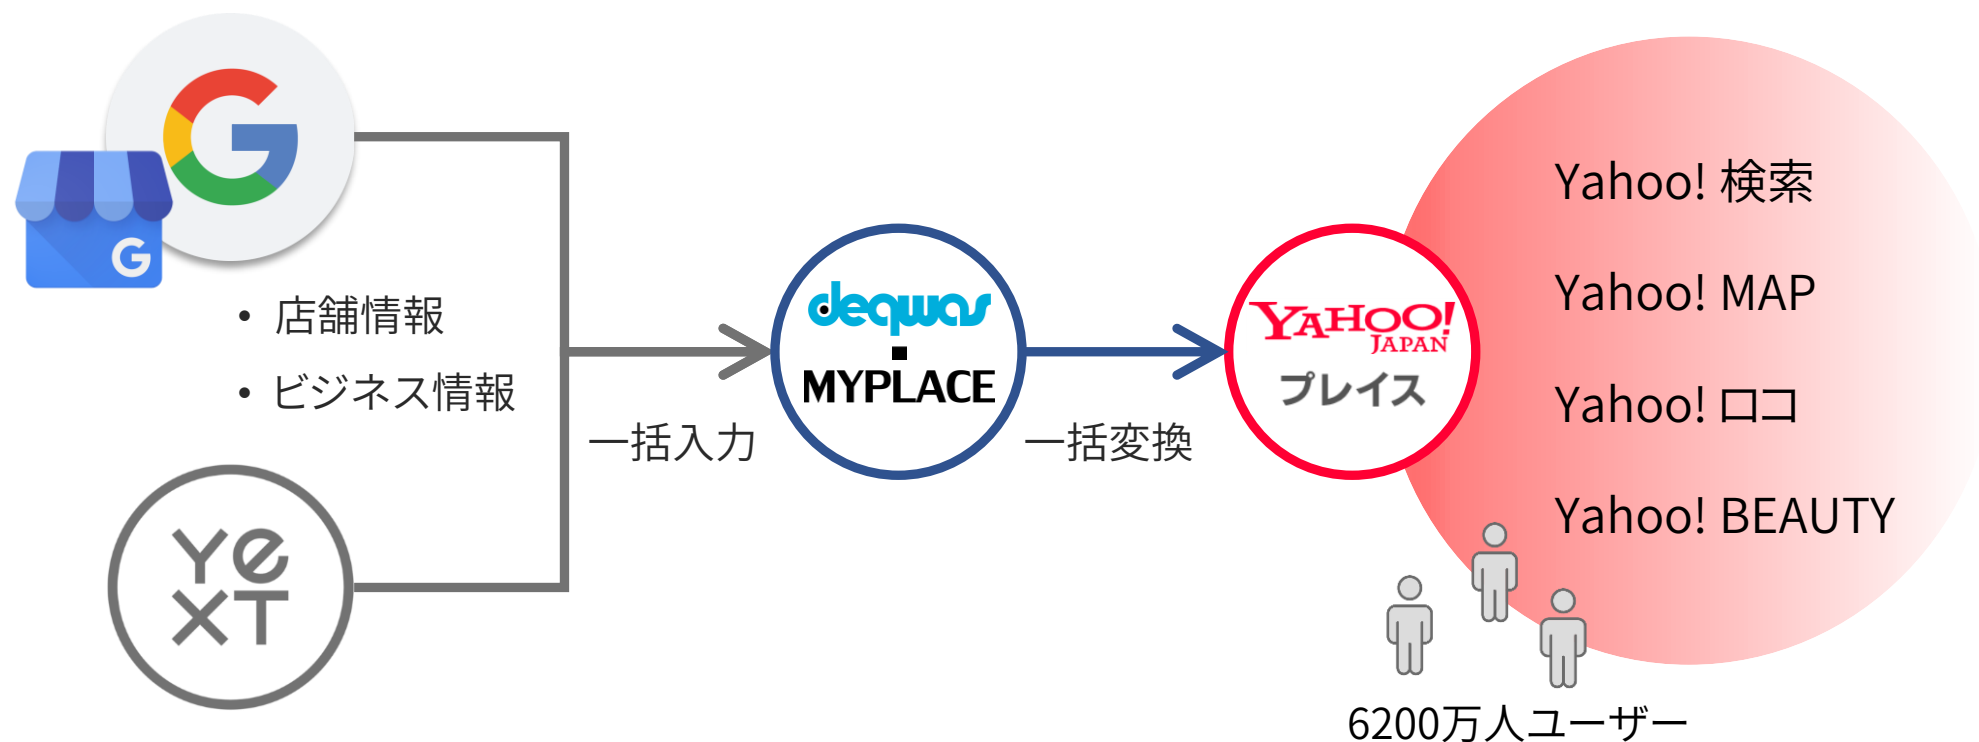 G
G
• 店舗情報
• ビジネス情報
YEXT
一括入力
deqwas
.
MYPLACE
一括変換
YAHOO!
JAPAN
プレイス
Yahoo! 検索
Yahoo! MAP
Yahoo! ロコ
Yahoo! BEAUTY
6200万人ユーザー